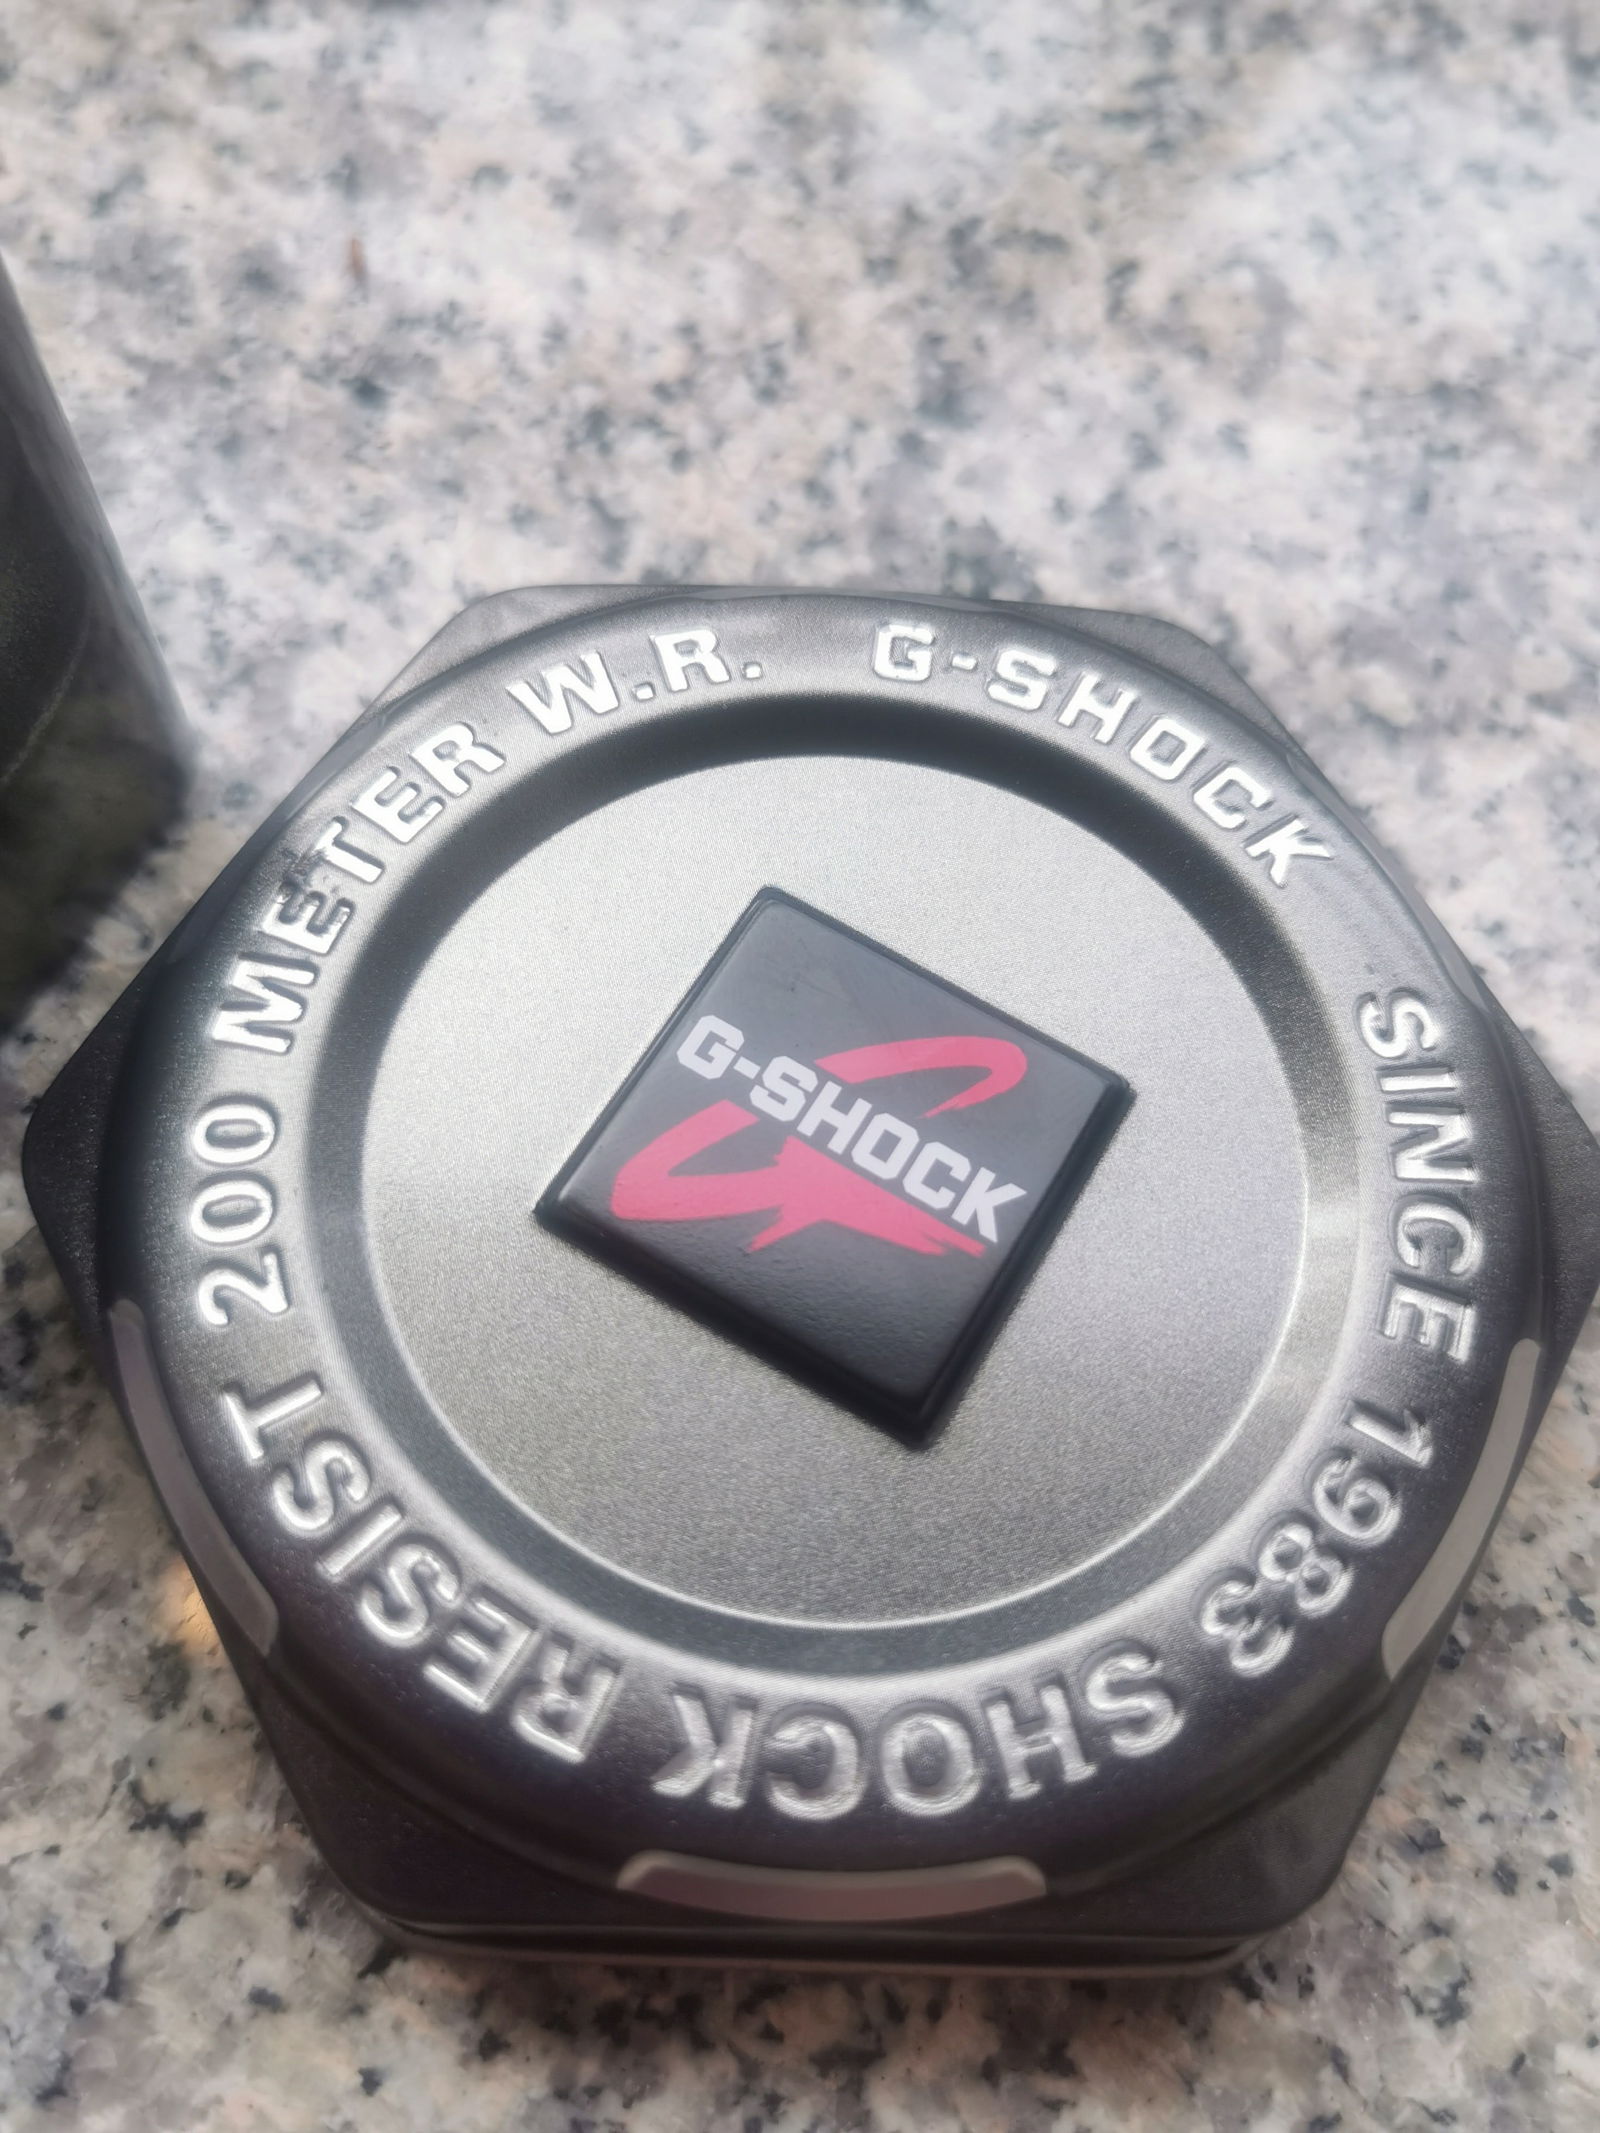 G-SHOCK SINCE 1983 SHOCK RESIST 200 METER W.R.
G-SHOCK